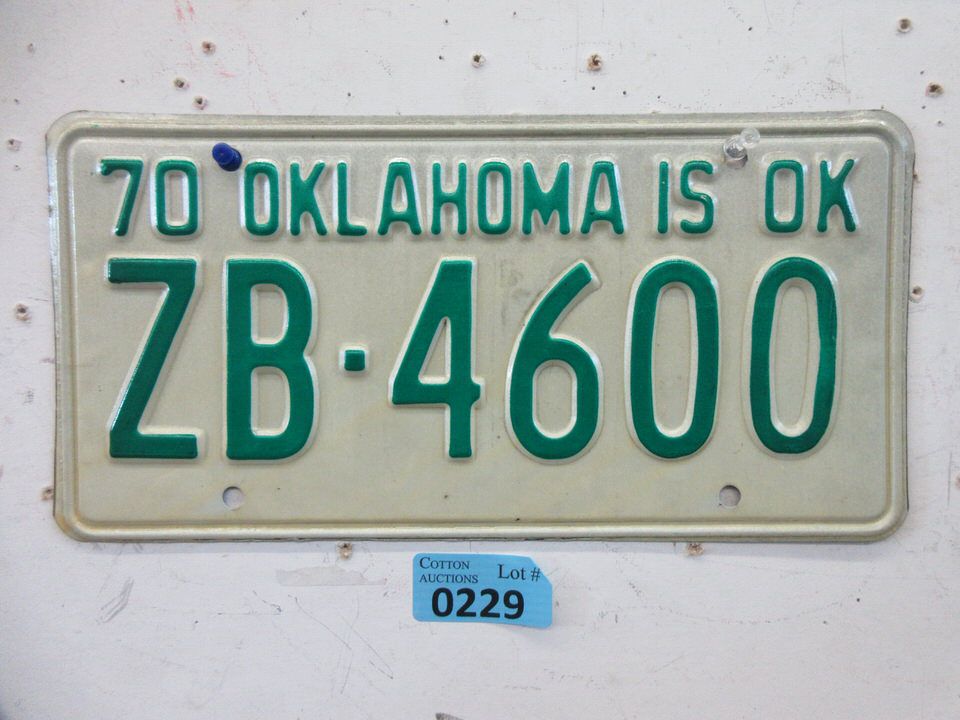 70 OKLAHOMA IS OK
ZB·4600
COTTON AUCTIONS Lot #
0229